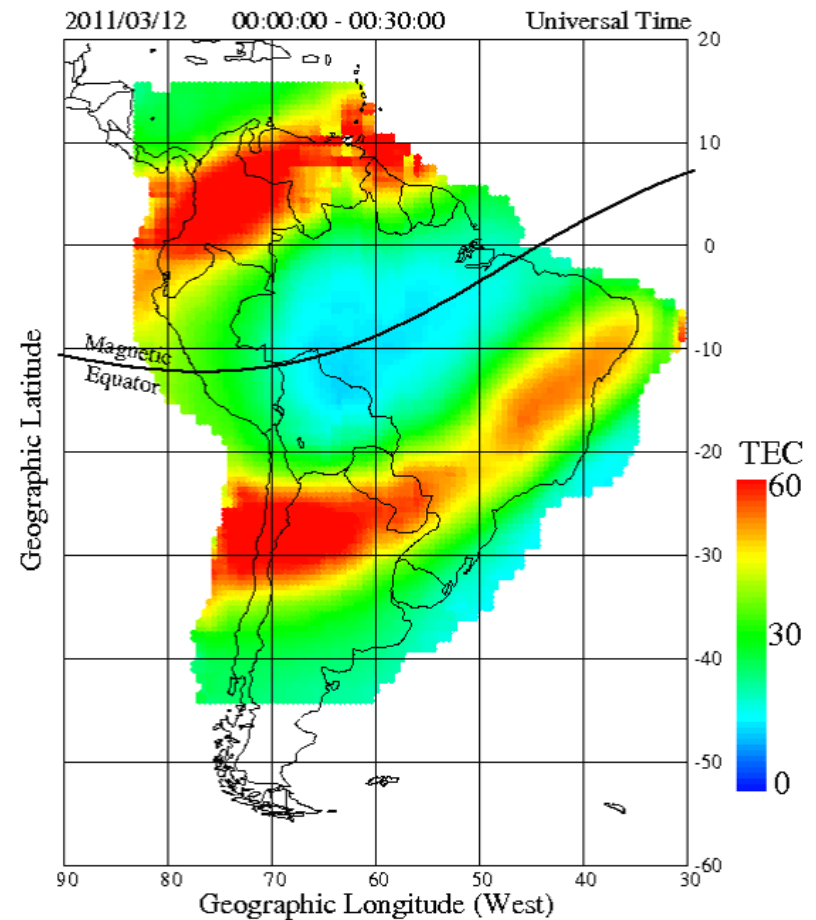 2011/03/12 00:00:00 - 00:30:00 Universal Time
20
10
0
-10
-20
-30
-40
-50
-60
Magnetic
Equator
Geographic Latitude
TEC
60
30
0
90 80 70 60 50 40 30
Geographic Longitude (West)